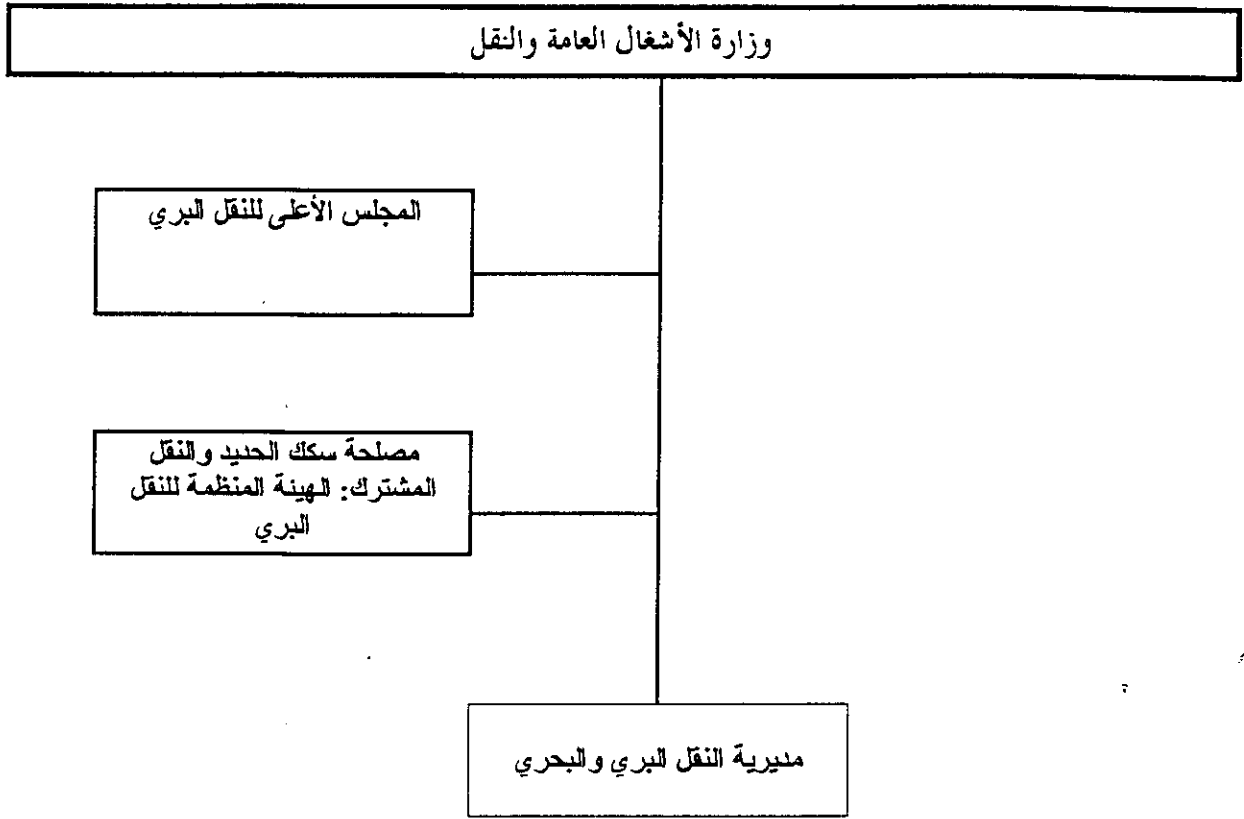 وزارة الأشغال العامة والنقل
المجلس الأعلى للنقل البري
مصلحة سكك الحديد والنقل
المشترك: الهيئة المنظمة للنقل
البري
مديرية النقل البري والبحري